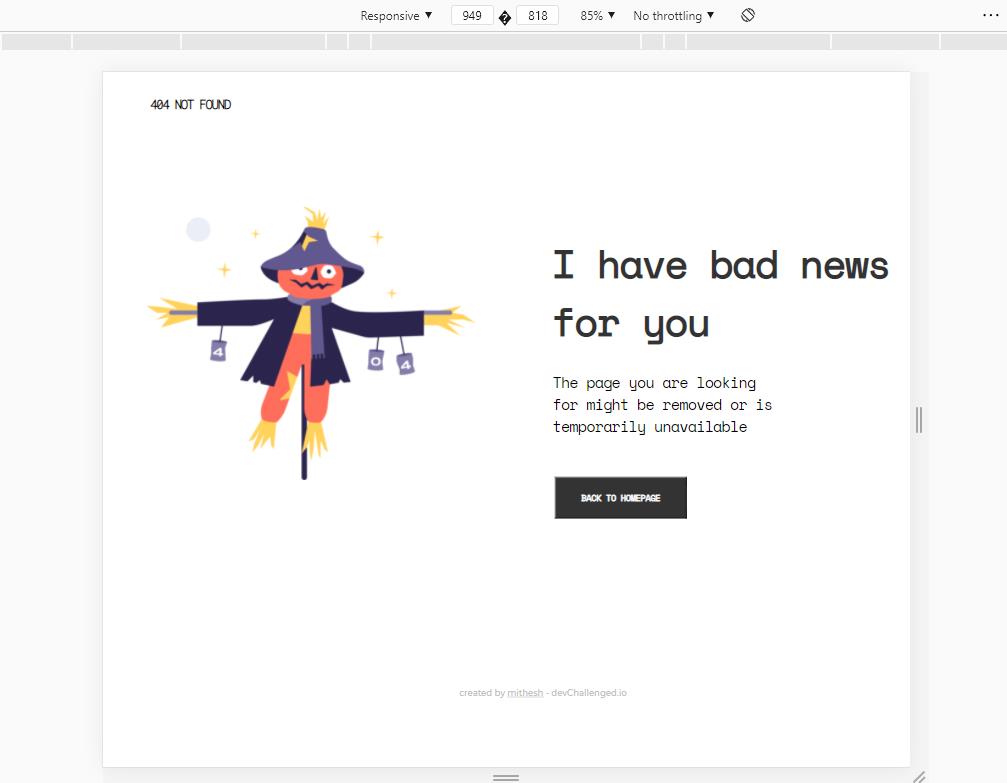 Responsive ▼ 949 � 818 85% ▼ No throttling ▼ ···
404 NOT FOUND
I have bad news
for you
4
0
4
The page you are looking
for might be removed or is
temporarily unavailable
BACK TO HOMEPAGE
created by mithesh - devChallenged.io